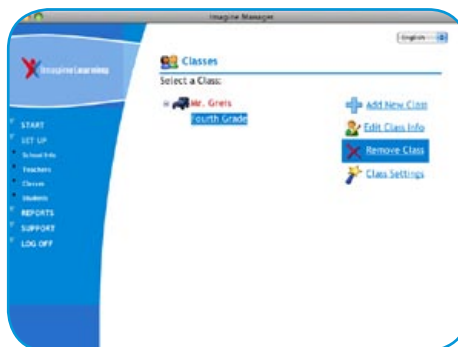 Imagine Manager
English
Imagine Learning
Classes
Select a Class:
Mr. Greis
Fourth Grade
Add New Class
Edit Class Info
Remove Class
Class Settings
START
SET UP
School Info
Teachers
Classes
Students
REPORTS
SUPPORT
LOG OFF